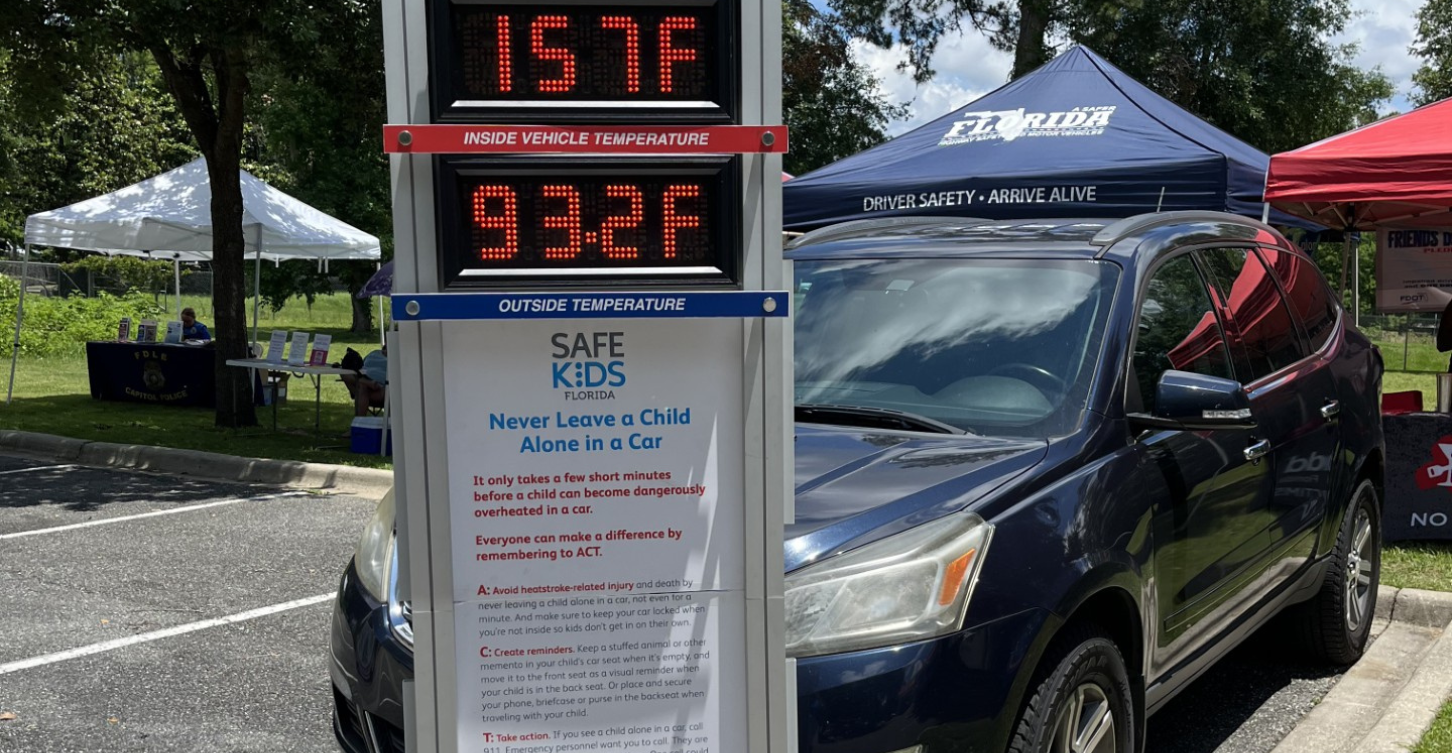 157F
INSIDE VEHICLE TEMPERATURE
93.2F
OUTSIDE TEMPERATURE
SAFE
KIDS
FLORIDA
Never Leave a Child
Alone in a Car
It only takes a few short minutes
before a child can become dangerously
overheated in a car.
Everyone can make a difference by
remembering to ACT.
A: Avoid heatstroke-related injury and death by
never leaving a child alone in a car, not even for a
minute. And make sure to keep your car locked when
you're not inside so kids don't get in on their own.
C: Create reminders. Keep a stuffed animal or other
memento in your child's car seat when it's empty, and
move it to the front seat as a visual reminder when
your child is in the back seat. Or place and secure
your phone, briefcase or purse in the backseat when
traveling with your child.
T: Take action. If you see a child alone in a car, call
911. Emergency personnel want you to call. They are
A SAFER
FLORIDA
HIGHWAY SAFETY AND MOTOR VEHICLES
DRIVER SAFETY • ARRIVE ALIVE
FDLE
CAPITOL POLICE
FRIENDS
FDOT
NO